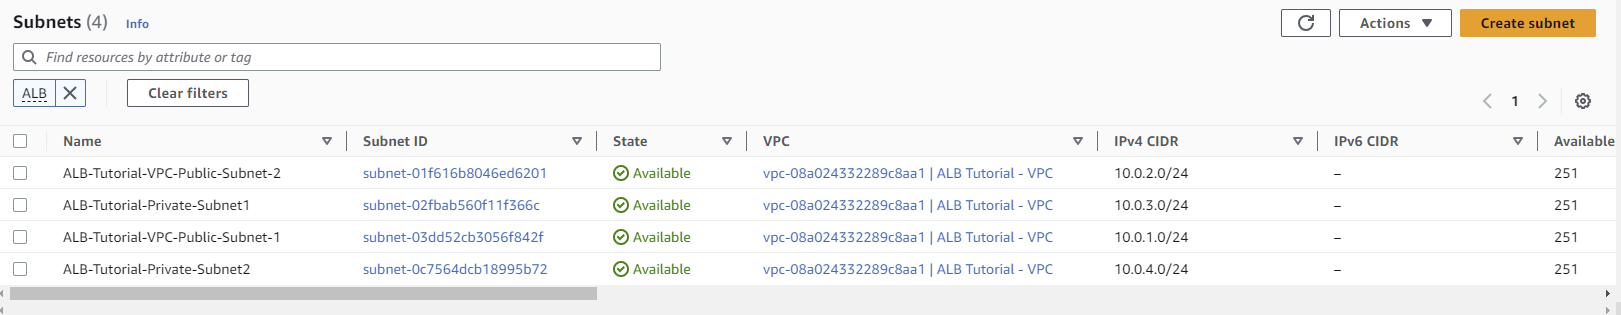 Subnets (4) Info Actions Create subnet
Find resources by attribute or tag
ALB Clear filters
1
Name Subnet ID State VPC IPv4 CIDR IPv6 CIDR Available
ALB-Tutorial-VPC-Public-Subnet-2 subnet-01f616b8046ed6201 Available vpc-08a024332289c8aa1 | ALB Tutorial - VPC 10.0.2.0/24 – 251
ALB-Tutorial-Private-Subnet1 subnet-02fbab560f11f366c Available vpc-08a024332289c8aa1 | ALB Tutorial - VPC 10.0.3.0/24 – 251
ALB-Tutorial-VPC-Public-Subnet-1 subnet-03dd52cb3056f842f Available vpc-08a024332289c8aa1 | ALB Tutorial - VPC 10.0.1.0/24 – 251
ALB-Tutorial-Private-Subnet2 subnet-0c7564dcb18995b72 Available vpc-08a024332289c8aa1 | ALB Tutorial - VPC 10.0.4.0/24 – 251